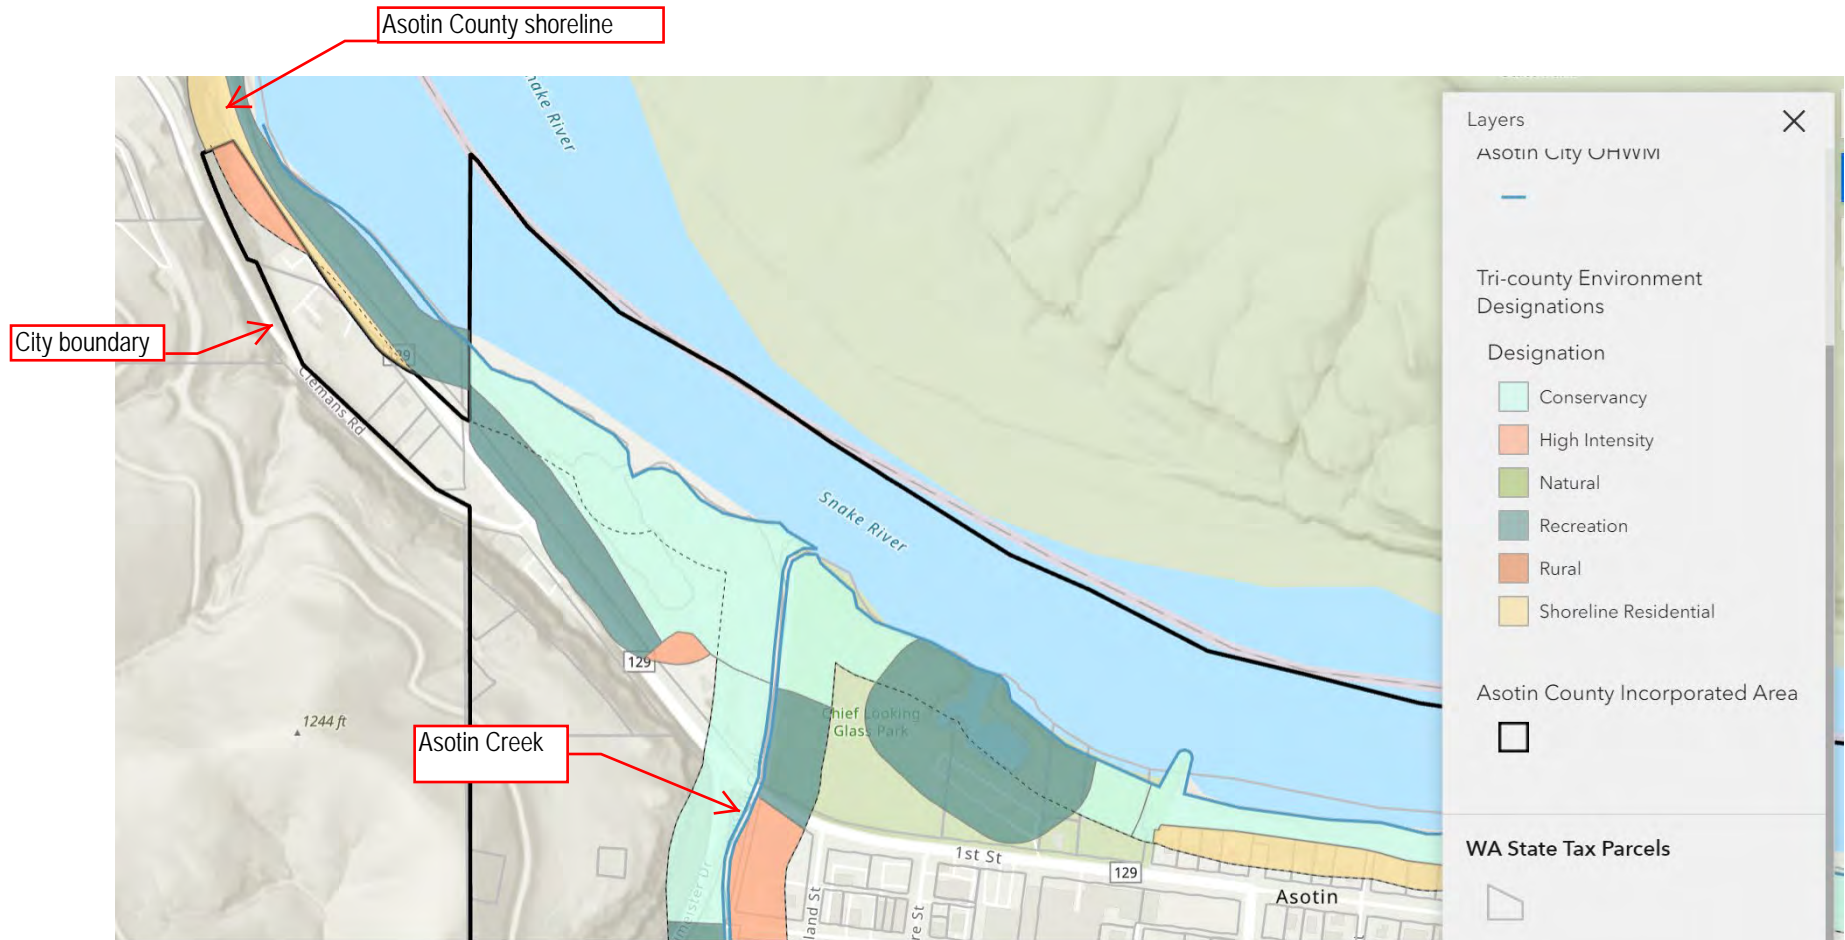 Asotin County shoreline
Snake River
City boundary
129
Clemans Rd
Snake River
129
1244 ft
Asotin Creek
Chief Looking
Glass Park
1st St
129
Asotin
Layers
Asotin City OHWM
Tri-county Environment
Designations
Designation
Conservancy
High Intensity
Natural
Recreation
Rural
Shoreline Residential
Asotin County Incorporated Area
WA State Tax Parcels